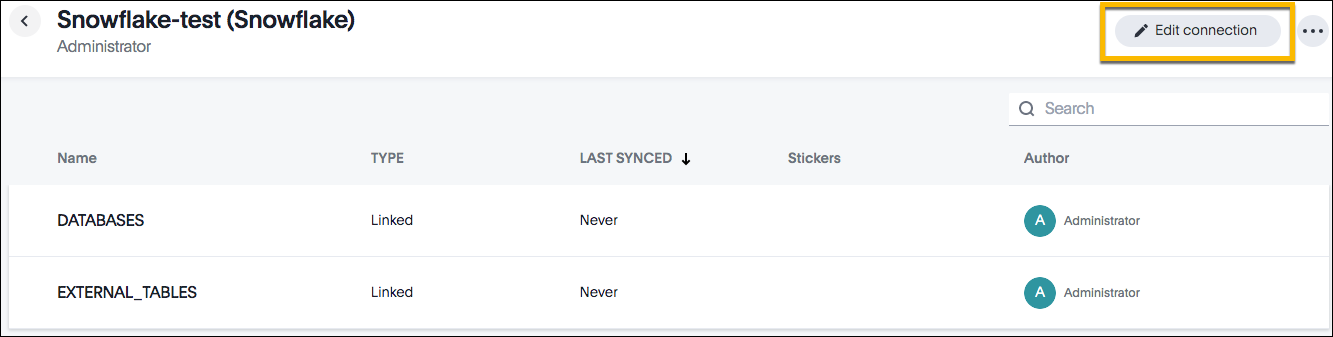 Snowflake-test (Snowflake)
Administrator
Edit connection
Search
Name TYPE LAST SYNCED Stickers Author
DATABASES Linked Never A Administrator
EXTERNAL_TABLES Linked Never A Administrator